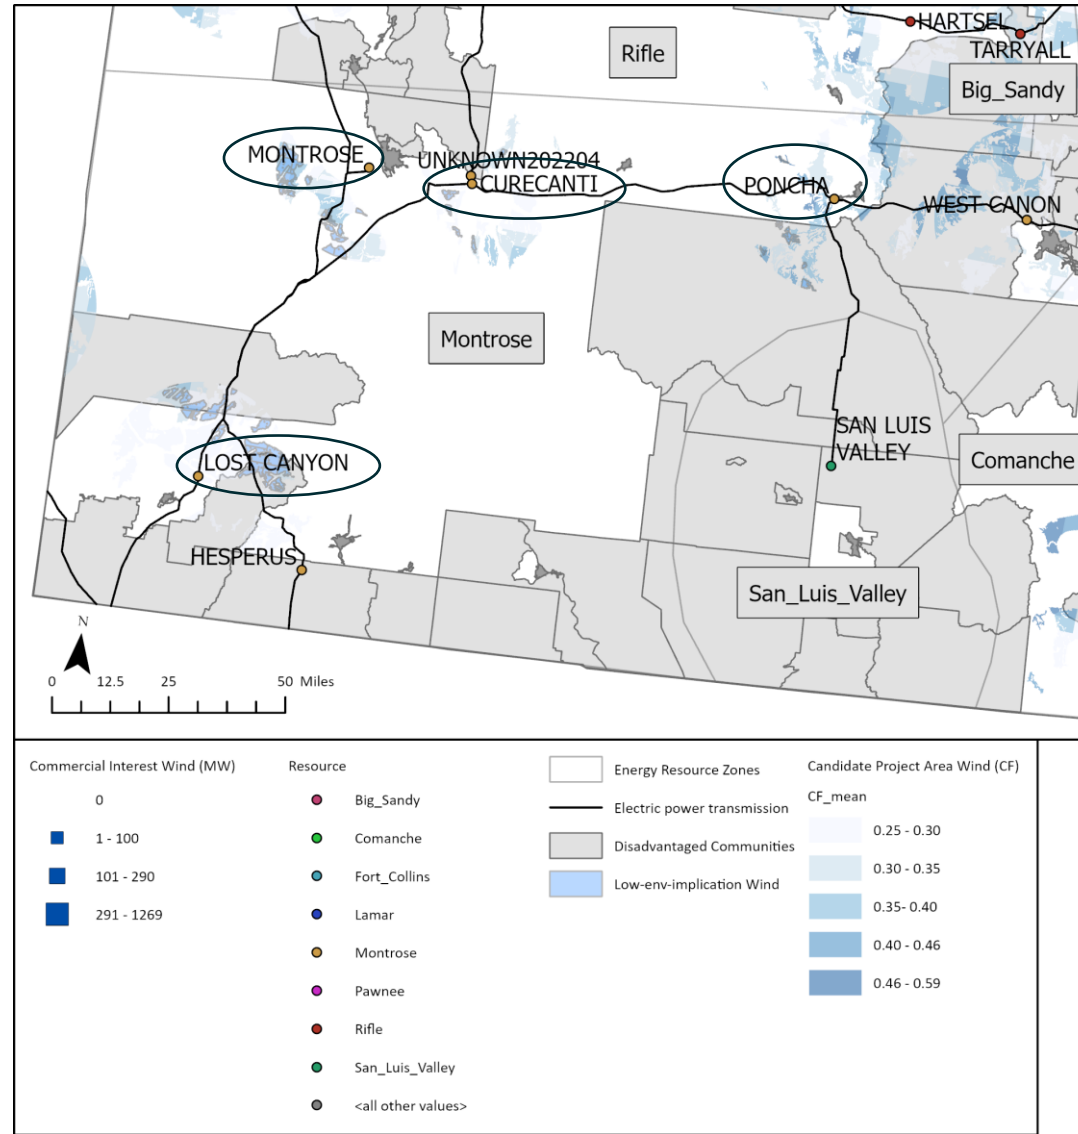 HARTSEL
TARRYALL
Rifle
Big_Sandy
MONTROSE
UNKNOWN202204
CURECANTI
PONCHA
WEST CANON
Montrose
SAN LUIS
VALLEY
Comanche
LOST CANYON
HESPERUS
San_Luis_Valley
N
0 12.5 25 50 Miles
Commercial Interest Wind (MW)
0
1 - 100
101 - 290
291 - 1269
Resource
Big_Sandy
Comanche
Fort_Collins
Lamar
Montrose
Pawnee
Rifle
San_Luis_Valley
<all other values>
Energy Resource Zones
Electric power transmission
Disadvantaged Communities
Low-env-implication Wind
Candidate Project Area Wind (CF)
CF_mean
0.25 - 0.30
0.30 - 0.35
0.35- 0.40
0.40 - 0.46
0.46 - 0.59